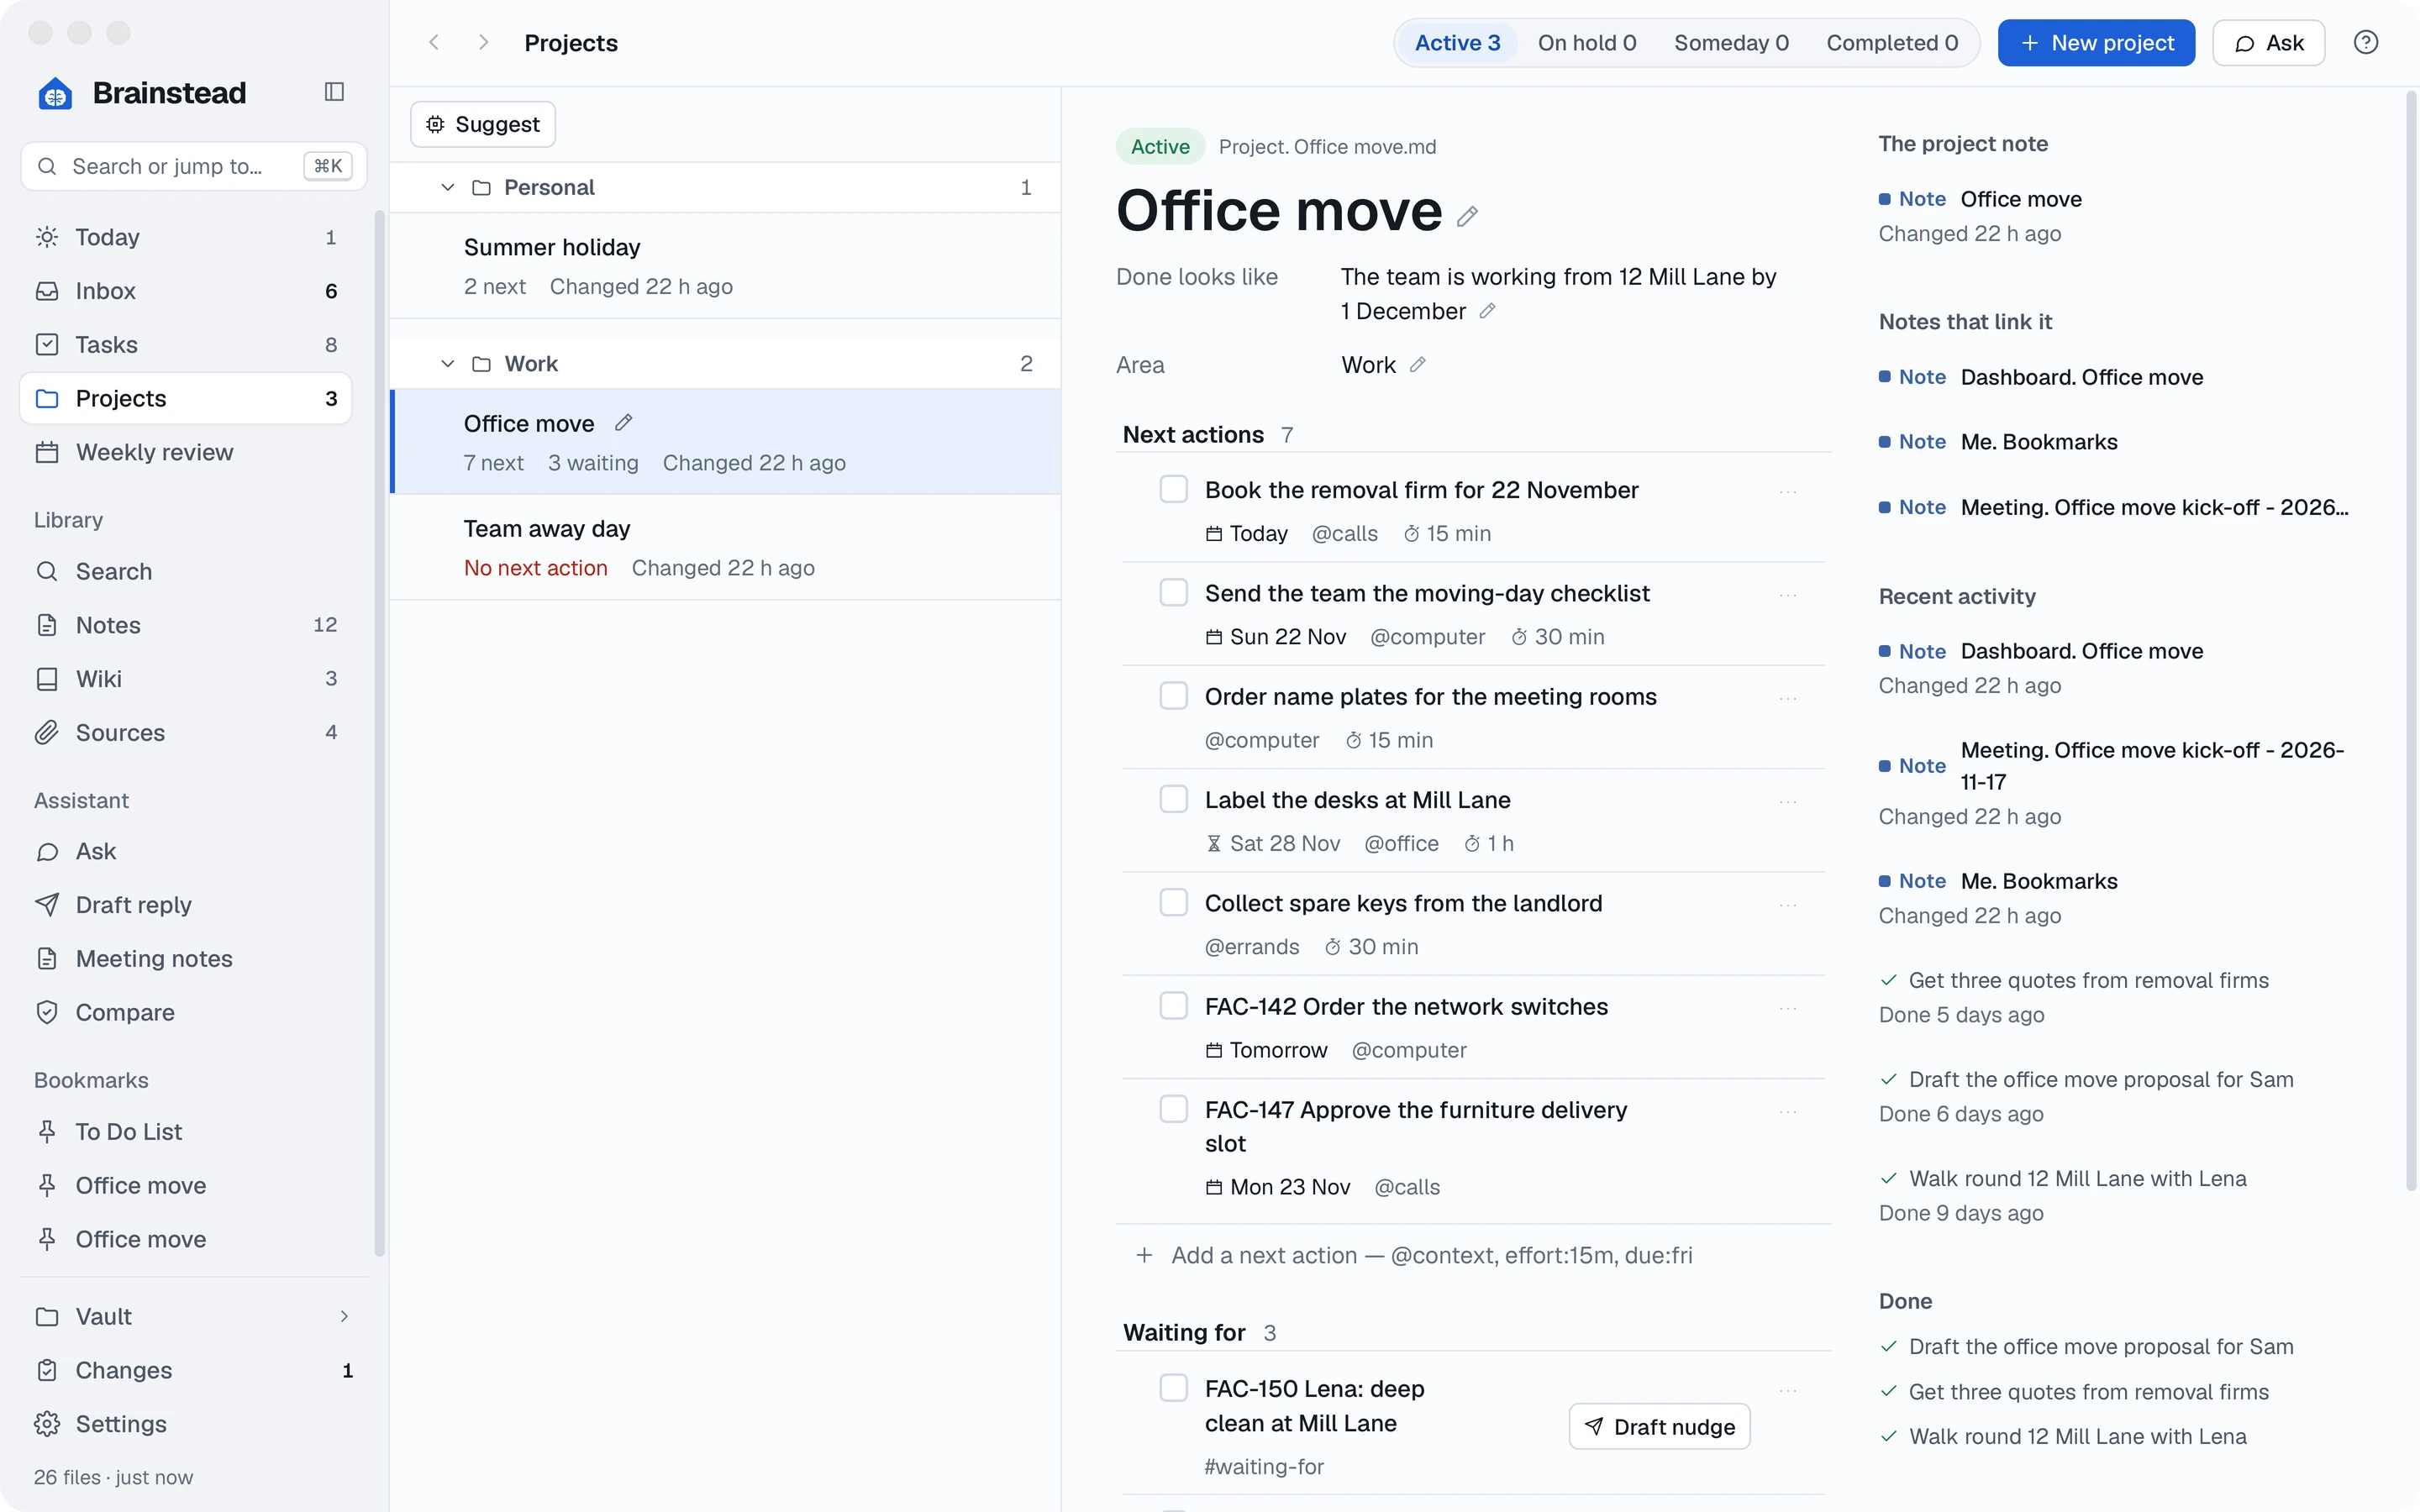 Brainstead
Search or jump to...
⌘K
Today 1
Inbox 6
Tasks 8
Projects 3
Weekly review
Library
Search
Notes 12
Wiki 3
Sources 4
Assistant
Ask
Draft reply
Meeting notes
Compare
Bookmarks
To Do List
Office move
Office move
Vault
Changes 1
Settings
26 files · just now
Projects
Active 3 On hold 0 Someday 0 Completed 0
New project
Ask
Suggest
Personal 1
Summer holiday
2 next Changed 22 h ago
Work 2
Office move
7 next 3 waiting Changed 22 h ago
Team away day
No next action Changed 22 h ago
Active Project. Office move.md
Office move
Done looks like The team is working from 12 Mill Lane by
1 December
Area Work
Next actions 7
Book the removal firm for 22 November
Today @calls 15 min
Send the team the moving-day checklist
Sun 22 Nov @computer 30 min
Order name plates for the meeting rooms
@computer 15 min
Label the desks at Mill Lane
Sat 28 Nov @office 1 h
Collect spare keys from the landlord
@errands 30 min
FAC-142 Order the network switches
Tomorrow @computer
FAC-147 Approve the furniture delivery
slot
Mon 23 Nov @calls
Add a next action — @context, effort:15m, due:fri
Waiting for 3
FAC-150 Lena: deep
clean at Mill Lane
Draft nudge
#waiting-for
The project note
Note Office move
Changed 22 h ago
Notes that link it
Note Dashboard. Office move
Note Me. Bookmarks
Note Meeting. Office move kick-off - 2026...
Recent activity
Note Dashboard. Office move
Changed 22 h ago
Note Meeting. Office move kick-off - 2026-
11-17
Changed 22 h ago
Note Me. Bookmarks
Changed 22 h ago
Get three quotes from removal firms
Done 5 days ago
Draft the office move proposal for Sam
Done 6 days ago
Walk round 12 Mill Lane with Lena
Done 9 days ago
Done
Draft the office move proposal for Sam
Get three quotes from removal firms
Walk round 12 Mill Lane with Lena